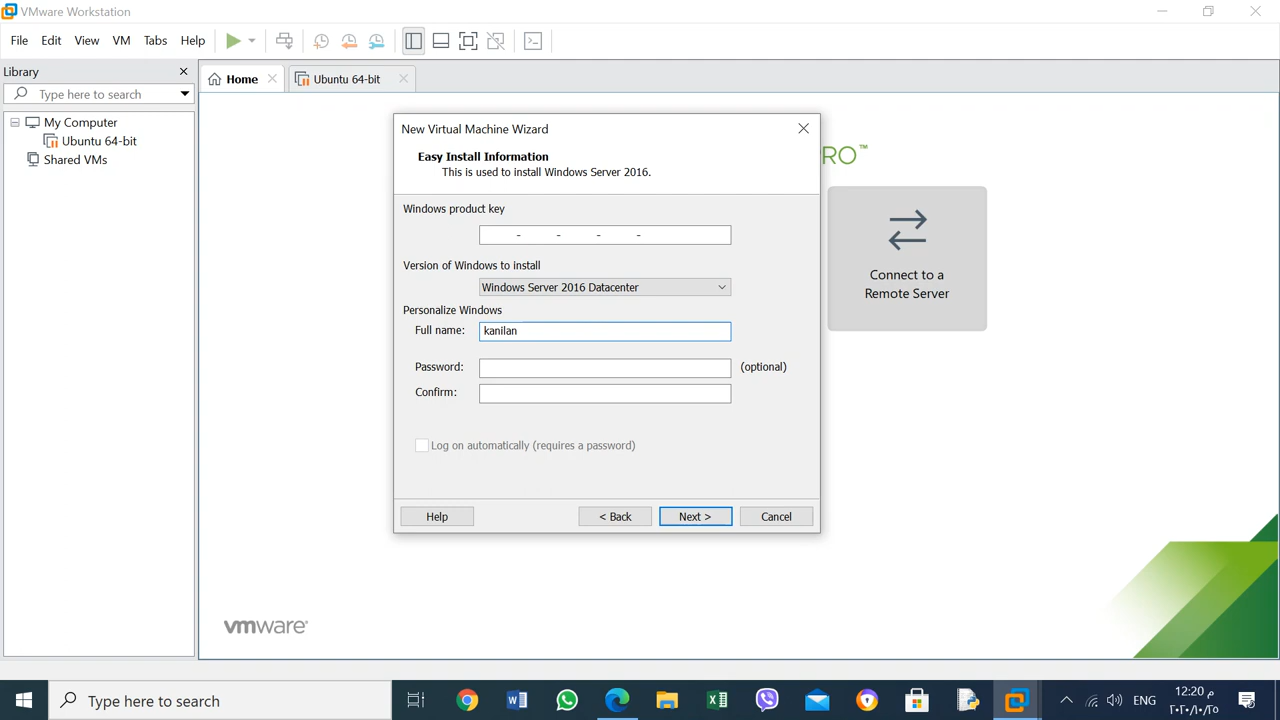 VMware Workstation
File Edit View VM Tabs Help
Library
Type here to search
My Computer
Ubuntu 64-bit
Shared VMs
Home
Ubuntu 64-bit
PRO™
New Virtual Machine Wizard
Easy Install Information
This is used to install Windows Server 2016.
Windows product key
- - - -
Version of Windows to install
Windows Server 2016 Datacenter
Personalize Windows
Full name: kanilan
Password: (optional)
Confirm:
Log on automatically (requires a password)
Help < Back Next > Cancel
Connect to a
Remote Server
vmware®
Type here to search
ENG
12:20 م
٢٠٢٠/١٠/٢٥